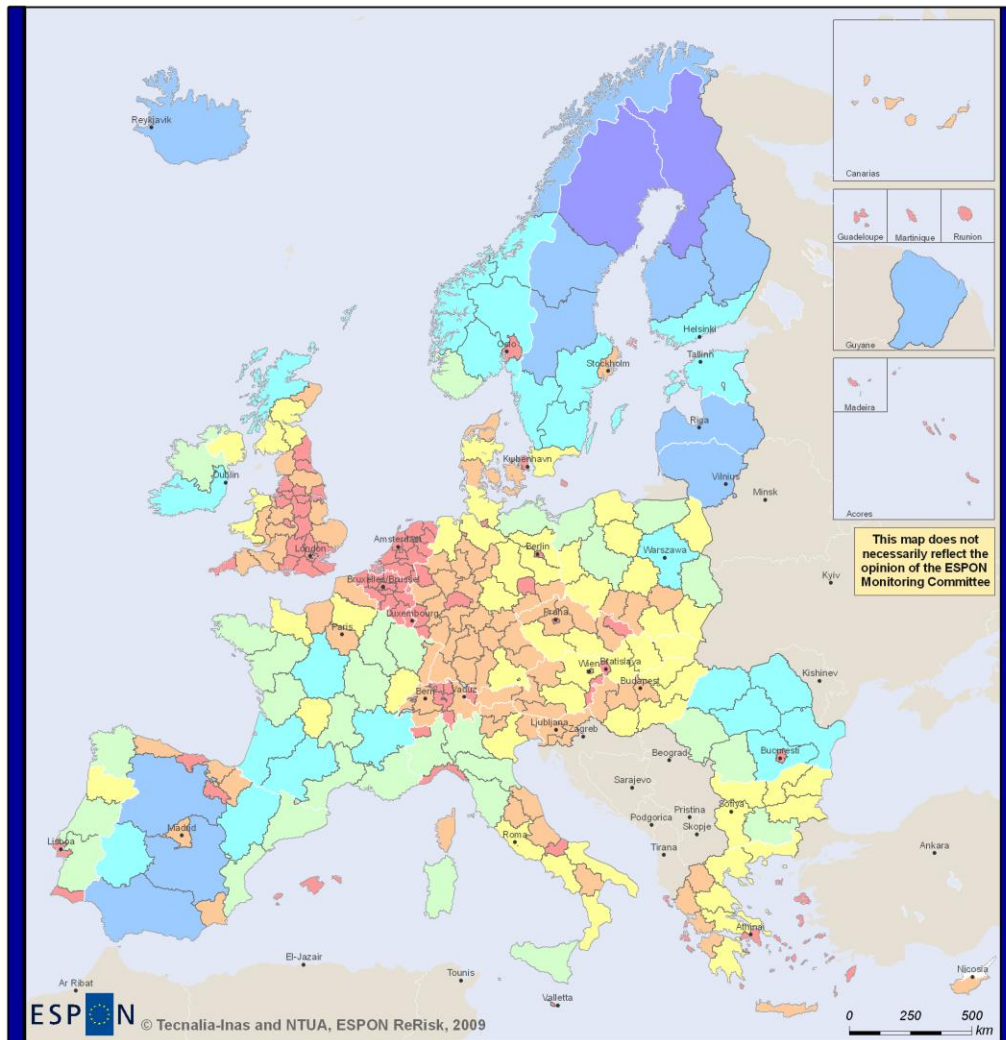 Reykjavik
Canarias
Guadeloupe
Martinique
Riunion
Guyane
Madeira
Acores
Helsinki
Oslo
Tallinn
Stockholm
Riga
København
Dublin
Vilnius
Minsk
This map does not
necessarily reflect the
opinion of the ESPON
Monitoring Committee
London
Amsterdam
Berlin
Warszawa
Bruxelles/Brussel
Kyiv
Luxembourg
Praha
Paris
Wien
Bratislava
Kishinev
Bern
Vaduz
Budapest
Ljubljana
Zagreb
Beograd
Bucuresti
Sarajevo
Pristina
Sofiya
Podgorica
Skopje
Madrid
Roma
Lisboa
Tirana
Ankara
Athinai
El-Jazair
Tounis
Nicosia
Ar Ribat
Valletta
ESPON
© Tecnalia-Inas and NTUA, ESPON ReRisk, 2009
0 250 500
km